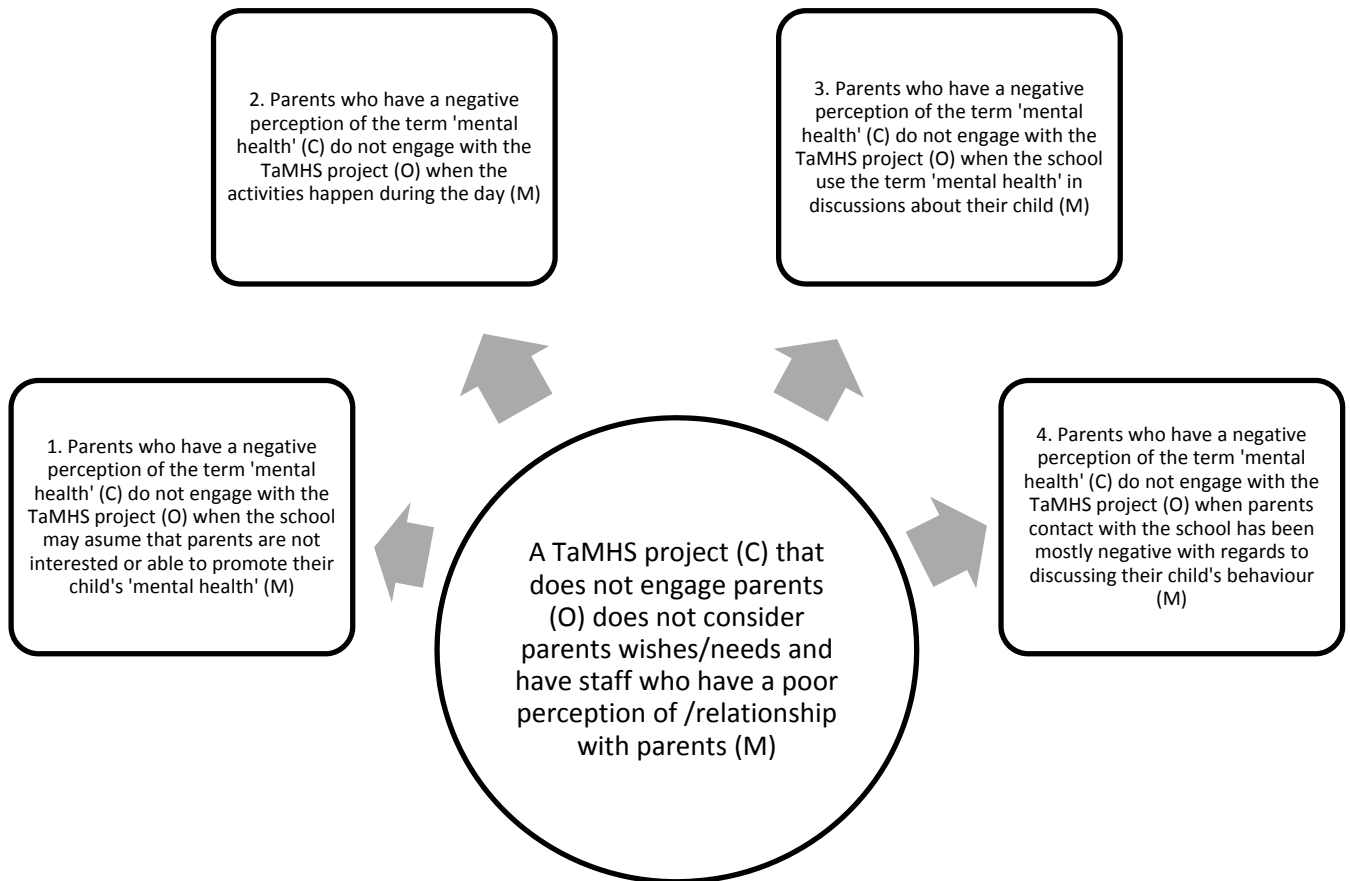 2. Parents who have a negative
perception of the term 'mental
health' (C) do not engage with the
TaMHS project (O) when the
activities happen during the day (M)
3. Parents who have a negative
perception of the term 'mental
health' (C) do not engage with the
TaMHS project (O) when the school
use the term 'mental health' in
discussions about their child (M)
1. Parents who have a negative
perception of the term 'mental
health' (C) do not engage with the
TaMHS project (O) when the school
may asume that parents are not
interested or able to promote their
child's 'mental health' (M)
4. Parents who have a negative
perception of the term 'mental
health' (C) do not engage with the
TaMHS project (O) when parents
contact with the school has been
mostly negative with regards to
discussing their child's behaviour
(M)
A TaMHS project (C) that
does not engage parents
(O) does not consider
parents wishes/needs and
have staff who have a poor
perception of /relationship
with parents (M)